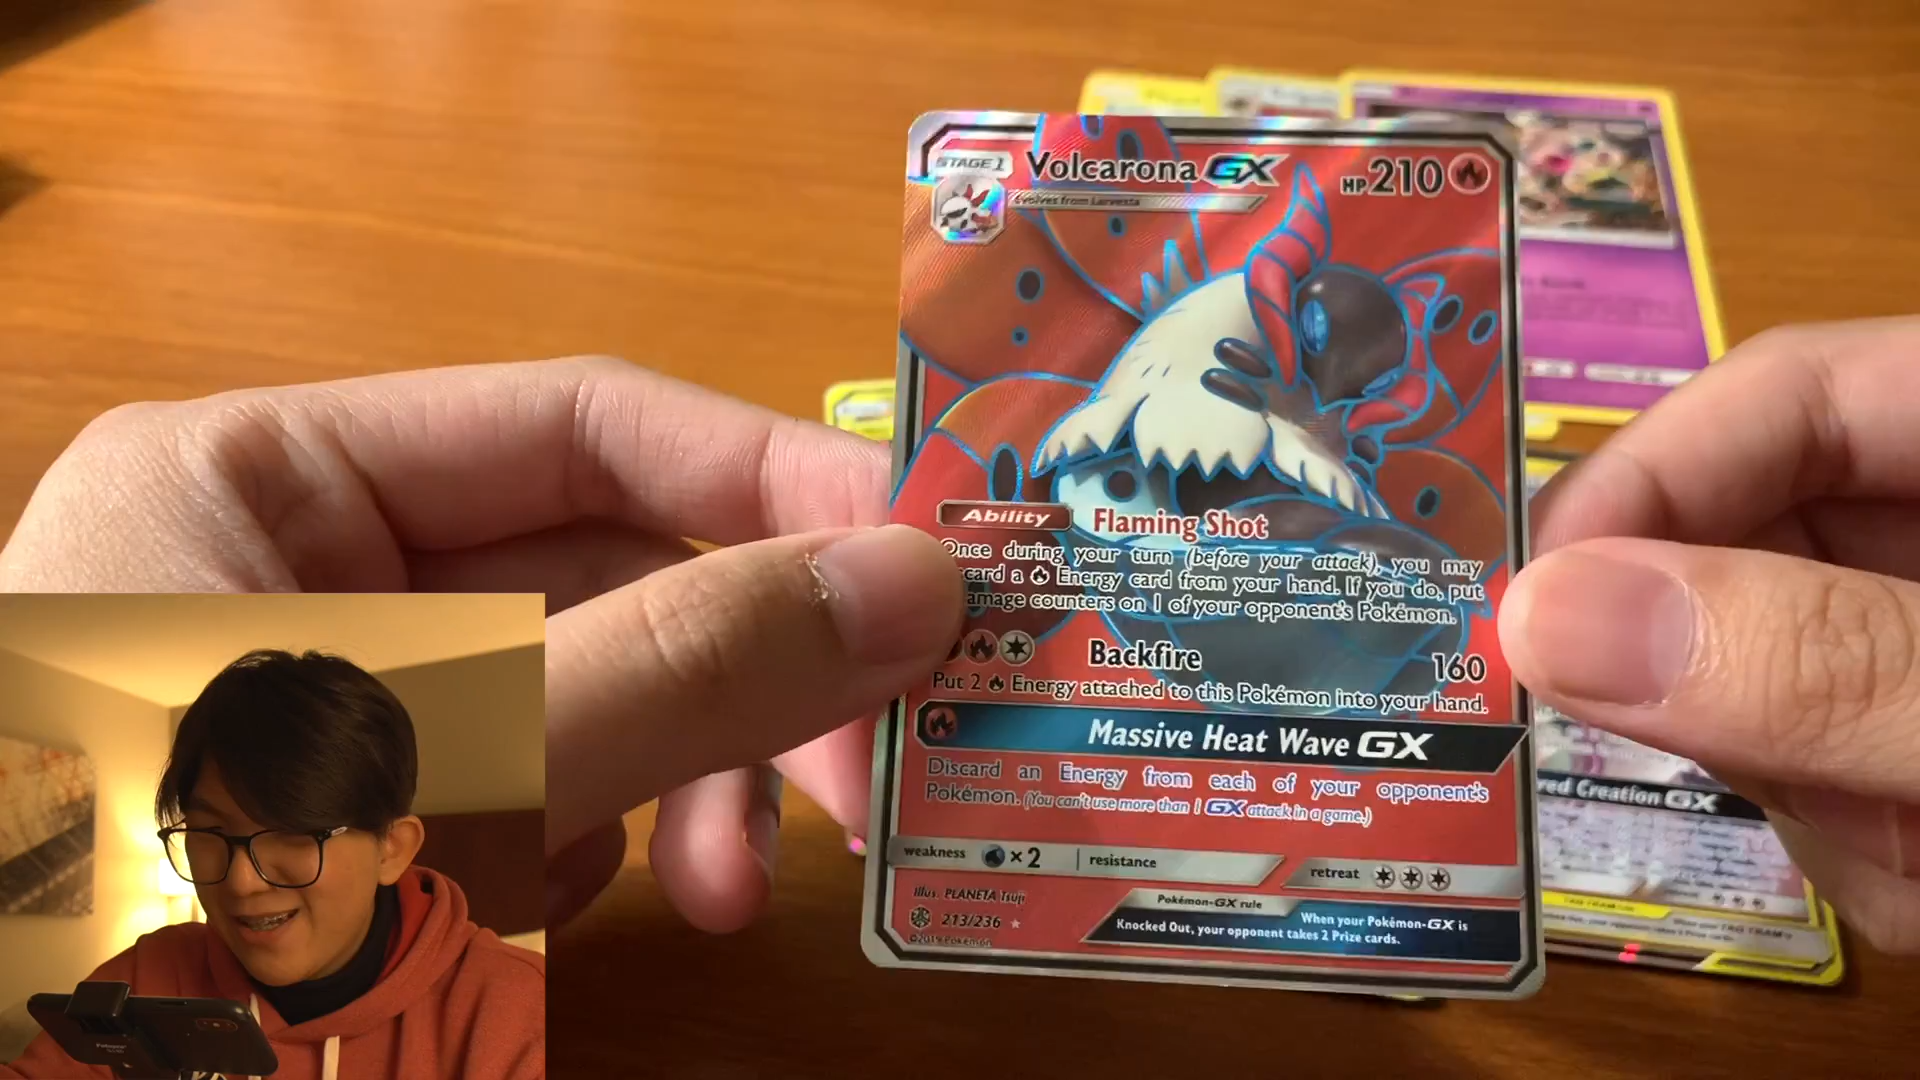 STAGE 1
Volcarona GX
HP 210
Evolves from Larvesta
Ability Flaming Shot
Once during your turn (before your attack), you may
card a Energy card from your hand. If you do, put
amage counters on 1 of your opponent's Pokémon.
Backfire 160
Put 2 Energy attached to this Pokémon into your hand.
Massive Heat Wave GX
Discard an Energy from each of your opponent's
Pokémon. (You can't use more than 1 GX attack in a game.)
weakness ×2 resistance
retreat
Illus. PLANETA Tsuji
213/236
©2019 Pokémon
Pokémon-GX rule
When your Pokémon-GX is
Knocked Out, your opponent takes 2 Prize cards.
red Creation GX